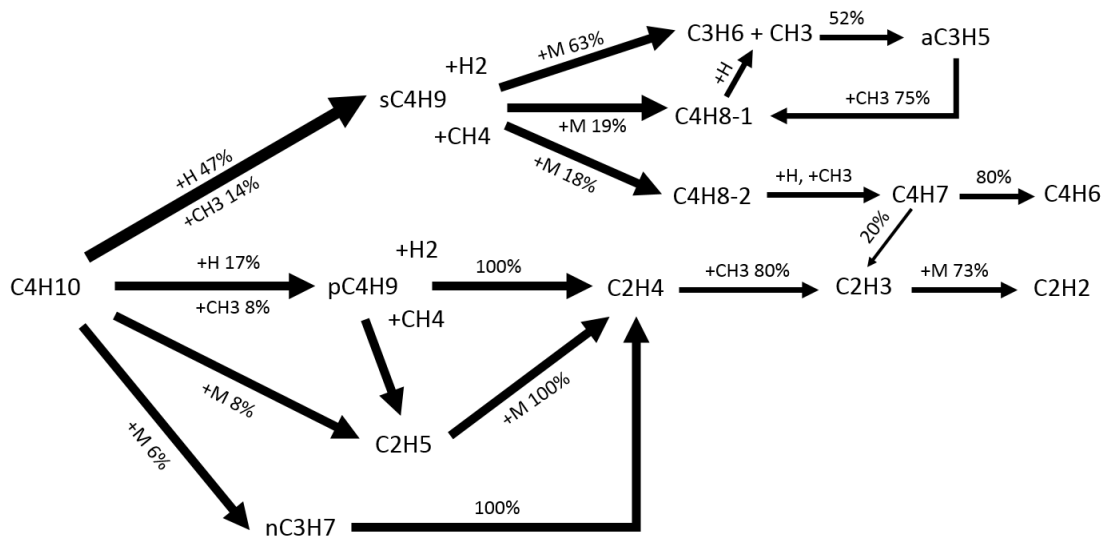 C3H6 + CH3
52%
aC3H5
+M 63%
+H2
+H
sC4H9
+CH3 75%
C4H8-1
+M 19%
+CH4
+M 18%
+H 47%
+CH3 14%
C4H8-2
+H, +CH3
C4H7
80%
C4H6
20%
+H2
C4H10
+H 17%
+CH3 8%
pC4H9
100%
C2H4
+CH3 80%
C2H3
+M 73%
C2H2
+CH4
+M 8%
+M 100%
C2H5
+M 6%
nC3H7
100%